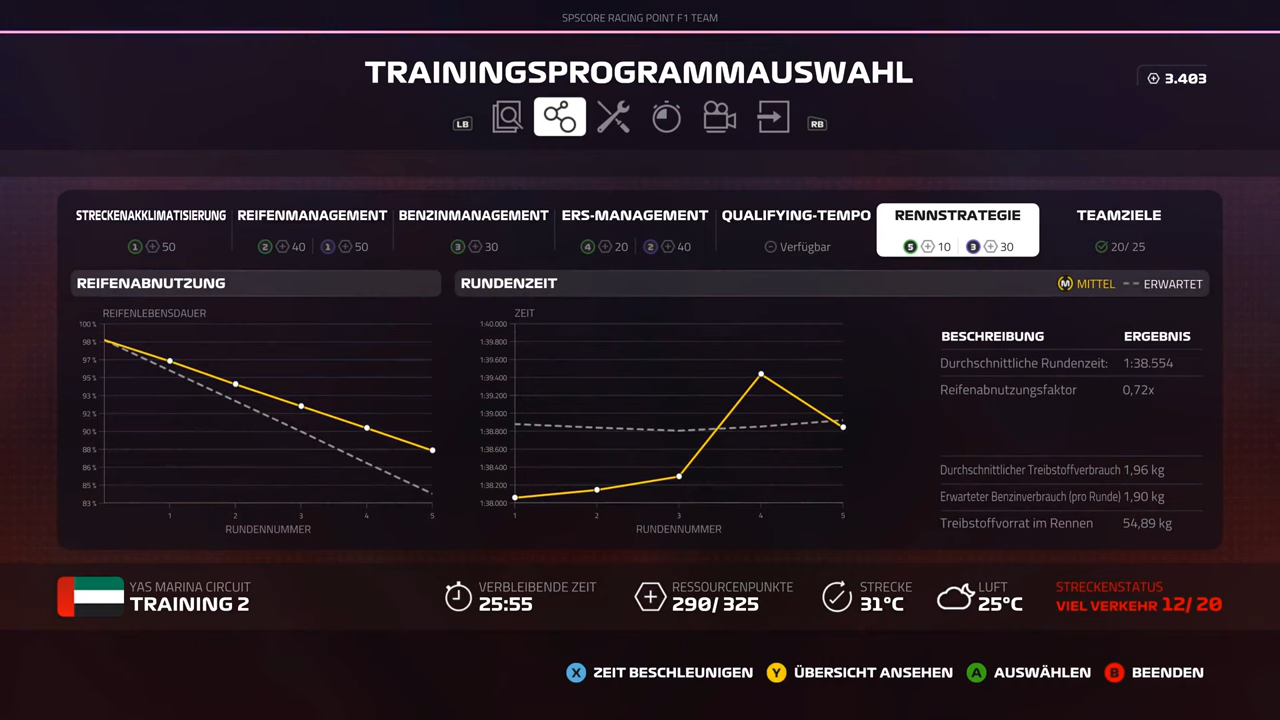 SPSCORE RACING POINT F1 TEAM
TRAININGSPROGRAMMAUSWAHL
3.403
LB
RB
STRECKENAKKLIMATISIERUNG
1 50
REIFENMANAGEMENT
2 40 1 50
BENZINMANAGEMENT
3 30
ERS-MANAGEMENT
4 20 2 40
QUALIFYING-TEMPO
Verfügbar
RENNSTRATEGIE
5 10 3 30
TEAMZIELE
20/ 25
REIFENABNUTZUNG
REIFENLEBENSDAUER
100 %
98 %
97 %
95 %
93 %
92 %
90 %
88 %
86 %
85 %
83 %
1 2 3 4 5
RUNDENNUMMER
RUNDENZEIT
M MITTEL -- ERWARTET
ZEIT
1:40.000
1:39.800
1:39.600
1:39.400
1:39.200
1:39.000
1:38.800
1:38.600
1:38.400
1:38.200
1:38.000
1 2 3 4 5
RUNDENNUMMER
BESCHREIBUNG ERGEBNIS
Durchschnittliche Rundenzeit: 1:38.554
Reifenabnutzungsfaktor 0,72x
Durchschnittlicher Treibstoffverbrauch 1,96 kg
Erwarteter Benzinverbrauch (pro Runde) 1,90 kg
Treibstoffvorrat im Rennen 54,89 kg
YAS MARINA CIRCUIT
TRAINING 2
VERBLEIBENDE ZEIT
25:55
RESSOURCENPUNKTE
290/ 325
STRECKE
31°C
LUFT
25°C
STRECKENSTATUS
VIEL VERKEHR 12/ 20
X ZEIT BESCHLEUNIGEN Y ÜBERSICHT ANSEHEN A AUSWÄHLEN B BEENDEN